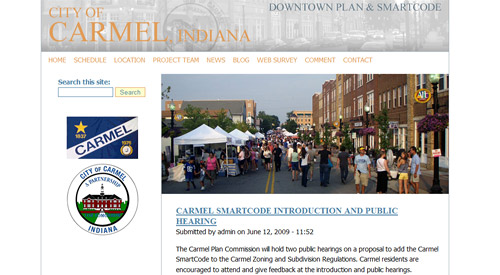 CITY OF
CARMEL, INDIANA
DOWNTOWN PLAN & SMARTCODE
HOME SCHEDULE LOCATION PROJECT TEAM NEWS BLOG WEB SURVEY COMMENT CONTACT
Search this site:
Search
1837
CARMEL
1976
CITY OF CARMEL
A PARTNERSHIP
INDIANA
CARMEL SMARTCODE INTRODUCTION AND PUBLIC
HEARING
Submitted by admin on June 12, 2009 - 11:52
The Carmel Plan Commission will hold two public hearings on a proposal to add the Carmel
SmartCode to the Carmel Zoning and Subdivision Regulations. Carmel residents are
encouraged to attend and give feedback at the introduction and public hearings.